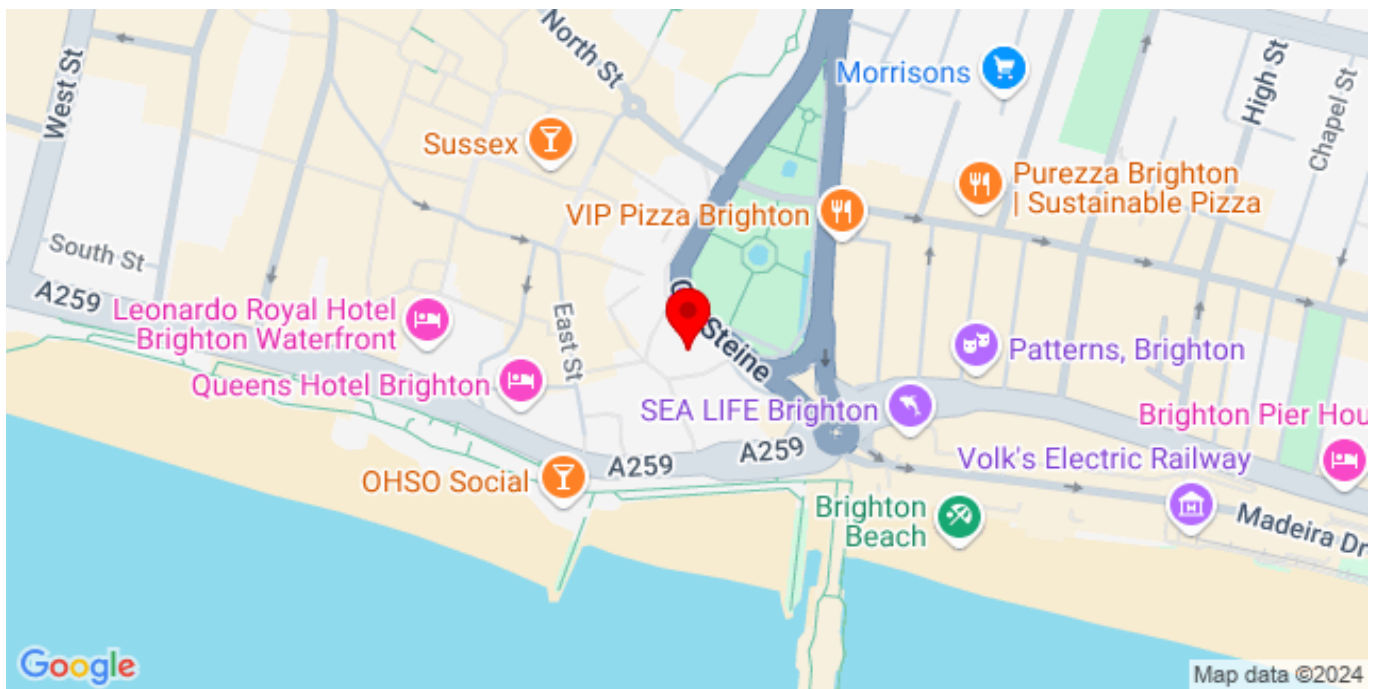 North St
West St
High St
Chapel St
Morrisons
Sussex
Purezza Brighton
| Sustainable Pizza
VIP Pizza Brighton
South St
A259
Leonardo Royal Hotel
Brighton Waterfront
East St
Steine
Patterns, Brighton
Queens Hotel Brighton
SEA LIFE Brighton
Brighton Pier Hou
A259
A259
Volk's Electric Railway
OHSO Social
Brighton
Beach
Madeira Dr
Google
Map data ©2024